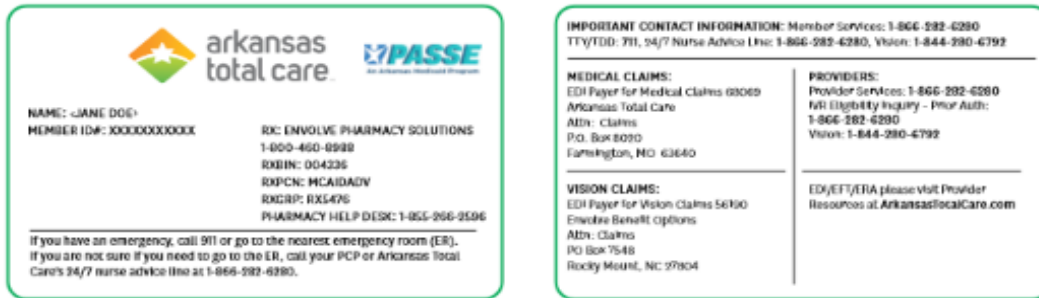 arkansas
total care
PASSE
An Arkansas Medicaid Program
NAME: <JANE DOE>
MEMBER ID#: XXXXXXXXXXX
RX: ENVOLVE PHARMACY SOLUTIONS
1-800-460-8988
RXBIN: 004336
RXPCN: MCAIDADV
RXGRP: RX5476
PHARMACY HELP DESK: 1-855-266-2596
If you have an emergency, call 911 or go to the nearest emergency room (ER).
If you are not sure if you need to go to the ER, call your PCP or Arkansas Total
Care's 24/7 nurse advice line at 1-866-282-6280.
IMPORTANT CONTACT INFORMATION: Member Services: 1-866-282-6280
TTY/TDD: 711, 24/7 Nurse Advice Line: 1-866-282-6280, Vision: 1-844-280-6792
MEDICAL CLAIMS:
EDI Payer for Medical Claims 68069
Arkansas Total Care
Attn: Claims
P.O. Box 8020
Farmington, MO 63640
PROVIDERS:
Provider Services: 1-866-282-6280
IVR Eligibility Inquiry - Prior Auth:
1-866-282-6280
Vision: 1-844-280-6792
VISION CLAIMS:
EDI Payer for Vision Claims 56190
Envolve Benefit Options
Attn: Claims
PO Box 7548
Rocky Mount, NC 27804
EDI/EFT/ERA please visit Provider
Resources at ArkansasTotalCare.com